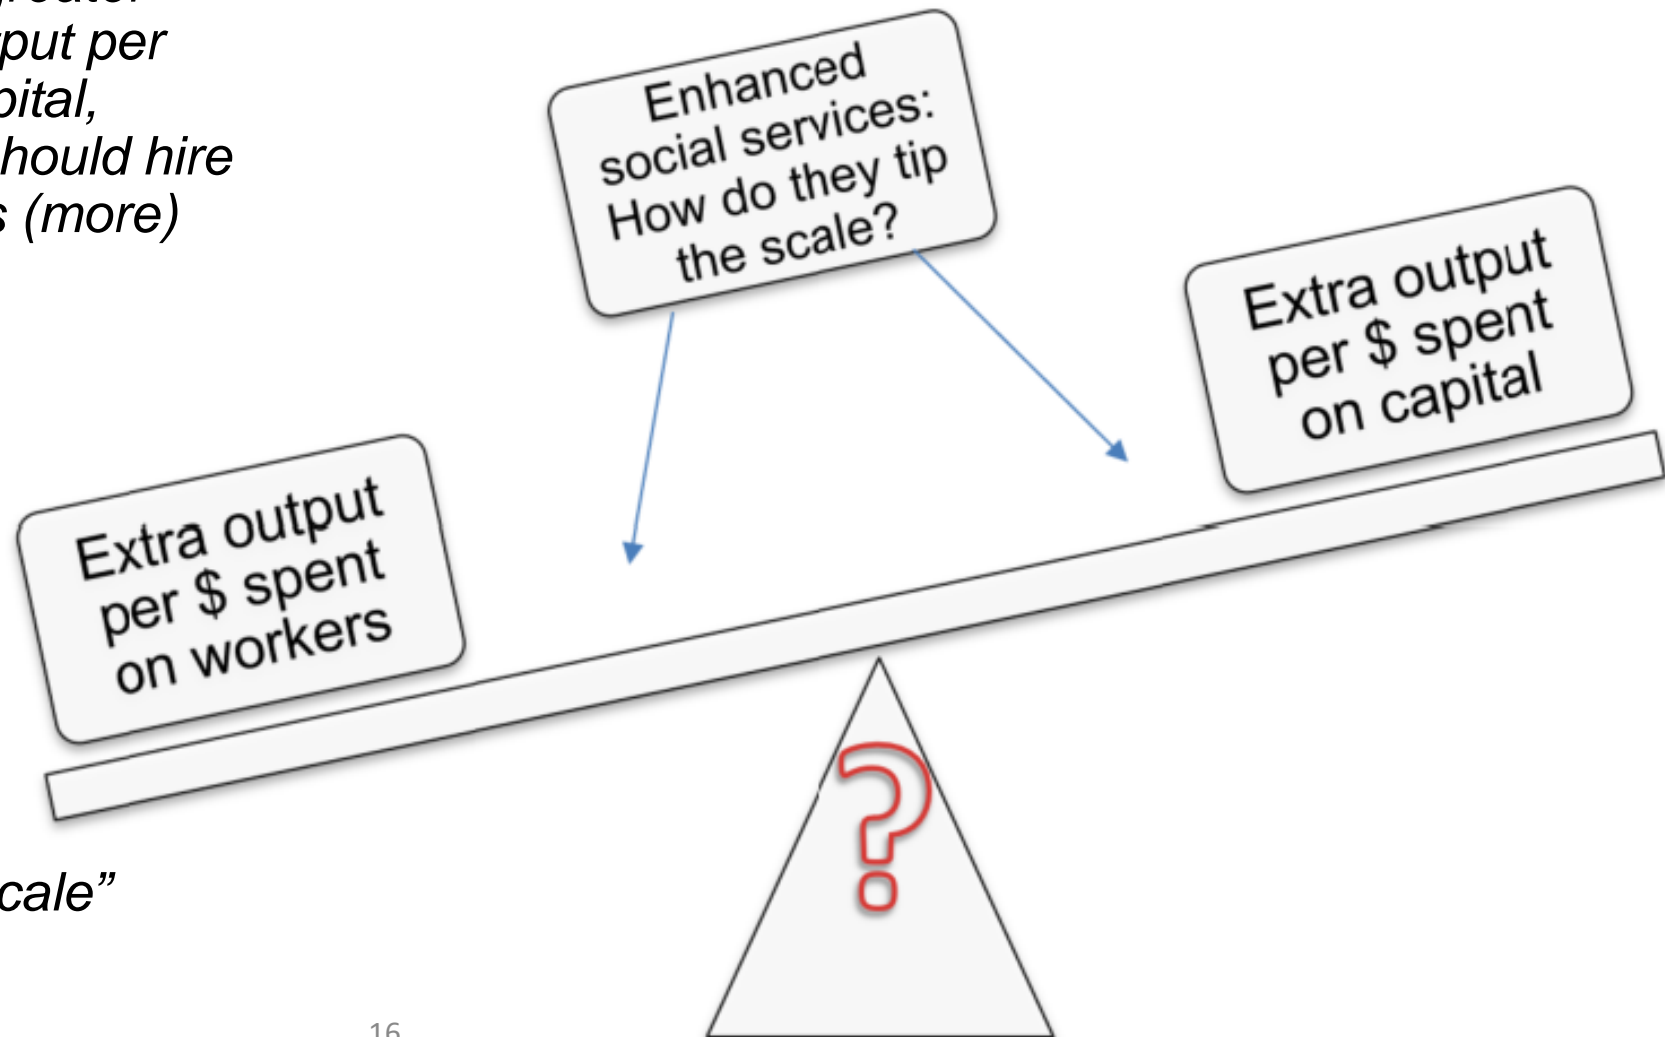 put per
hould hire
(more)
Enhanced
social services:
How do they tip
the scale?
Extra output
per $ spent
on capital
Extra output
per $ spent
on workers
cale”
16